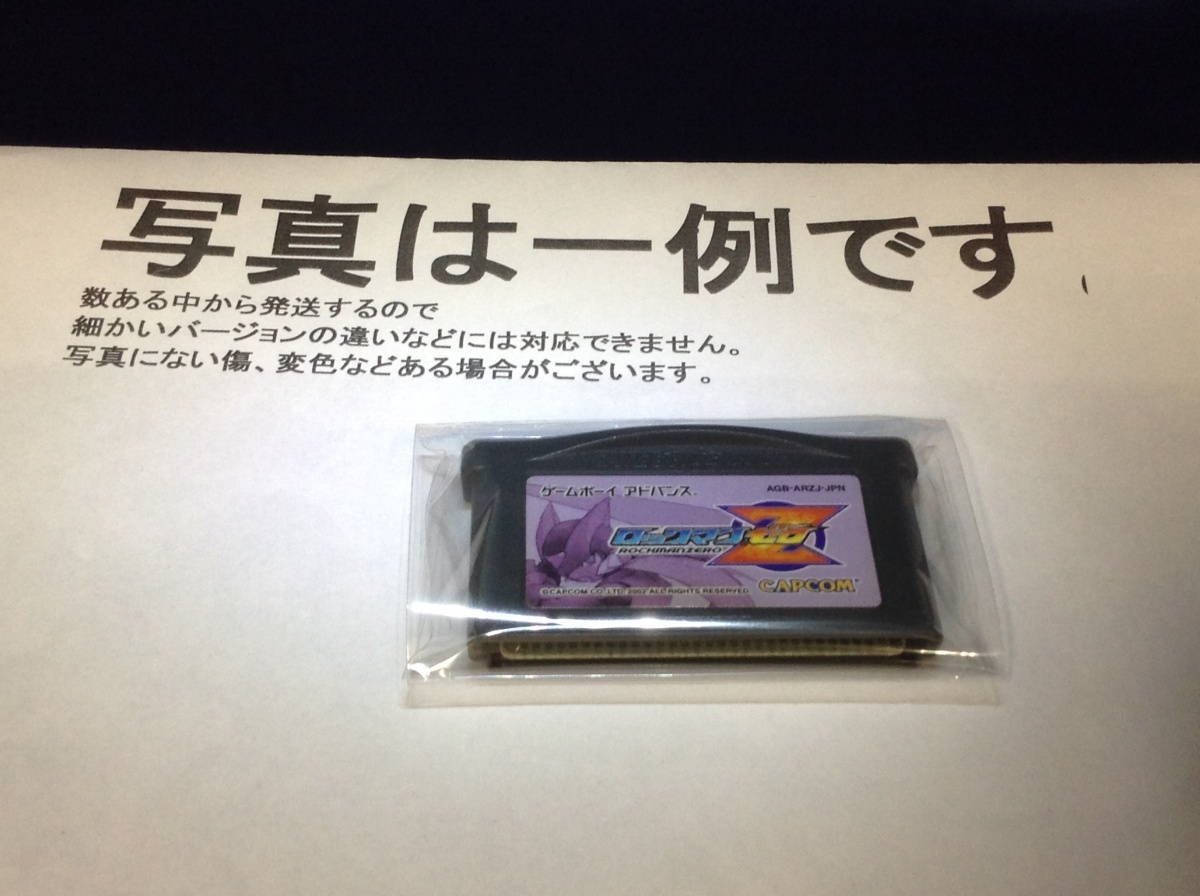 写真は一例です
数ある中から発送するので
細かいバージョンの違いなどには対応できません。
写真にない傷、変色などある場合がございます。
ゲームボーイ アドバンス
AGB-ARZJ-JPN
ロックマン ゼロ
ROCKMANZERO
CAPCOM
©CAPCOM CO., LTD. 2002 ALL RIGHTS RESERVED